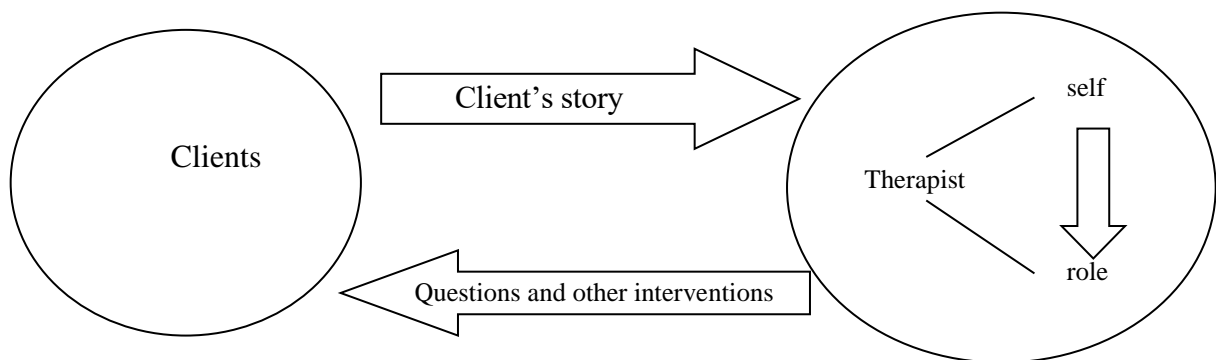 Clients
Client’s story
self
Therapist
role
Questions and other interventions